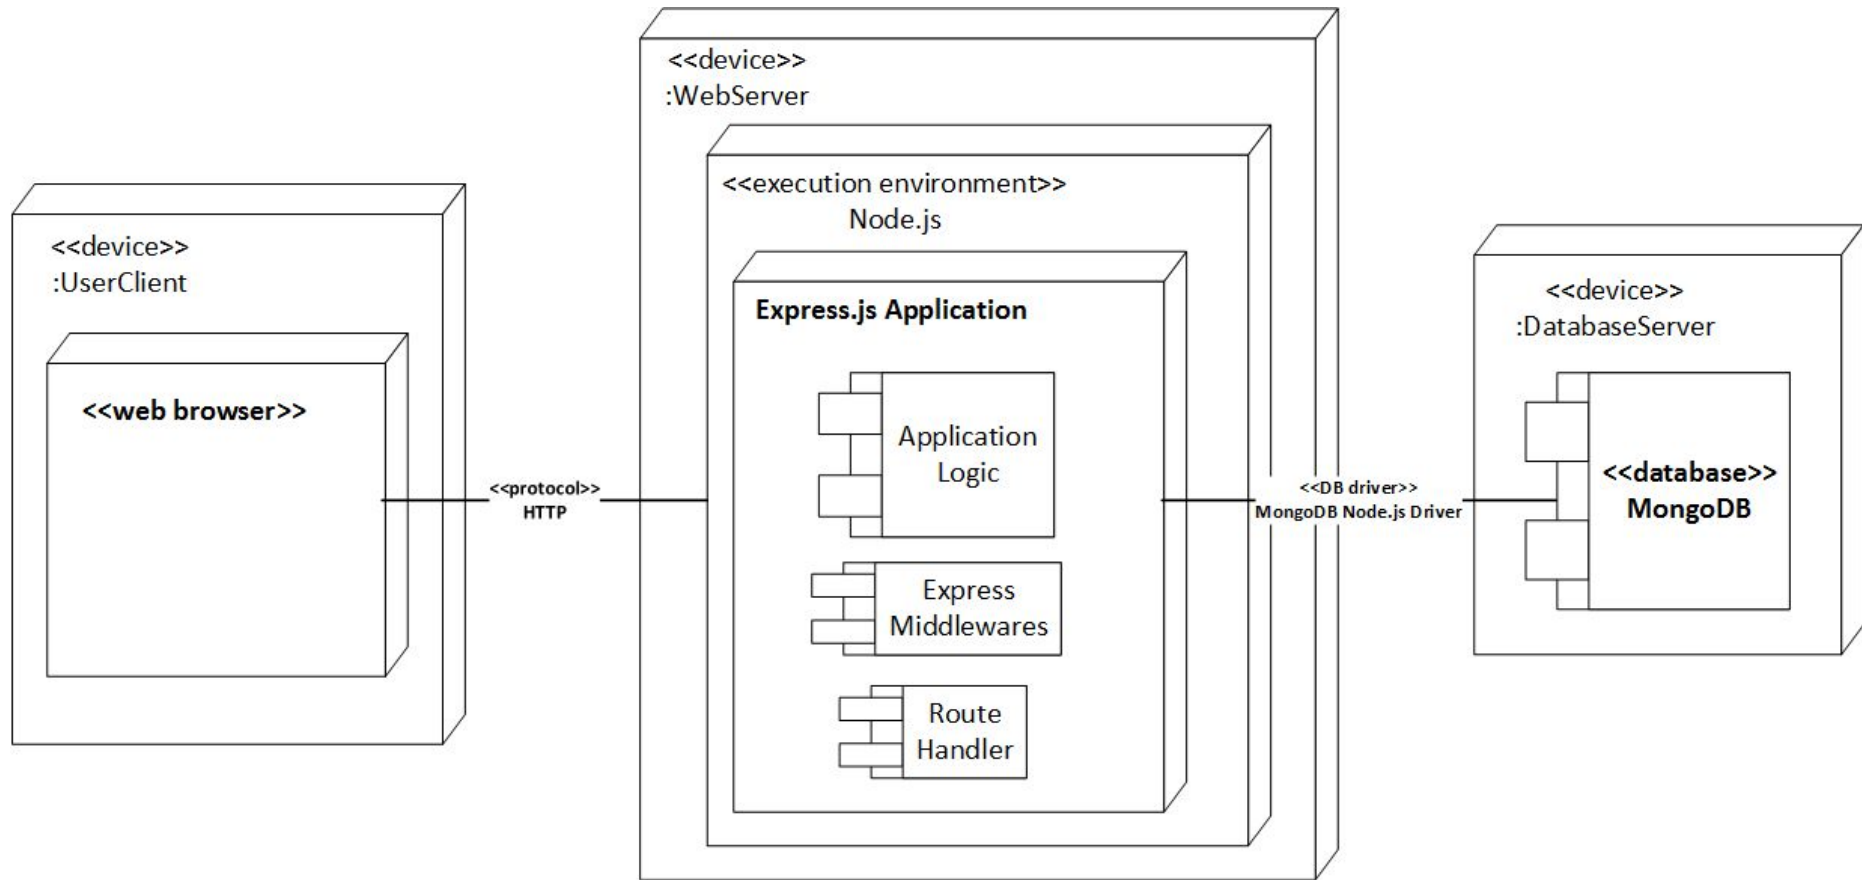 <<device>>
:UserClient
<<web browser>>
<<protocol>>
HTTP
<<device>>
:WebServer
<<execution environment>>
Node.js
Express.js Application
Application
Logic
Express
Middlewares
Route
Handler
<<DB driver>>
MongoDB Node.js Driver
<<device>>
:DatabaseServer
<<database>>
MongoDB